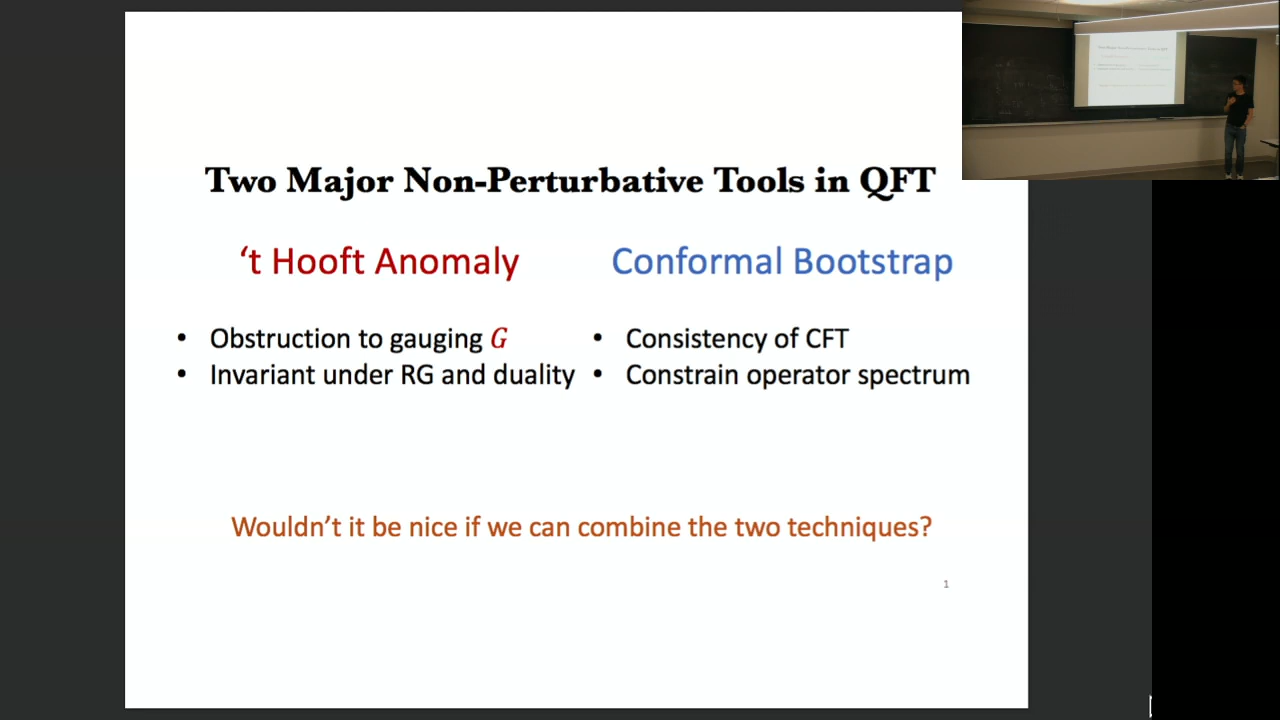 Two Major Non-Perturbative Tools in QFT
‘t Hooft Anomaly
• Obstruction to gauging G
• Invariant under RG and duality
Conformal Bootstrap
• Consistency of CFT
• Constrain operator spectrum
Wouldn’t it be nice if we can combine the two techniques?
1